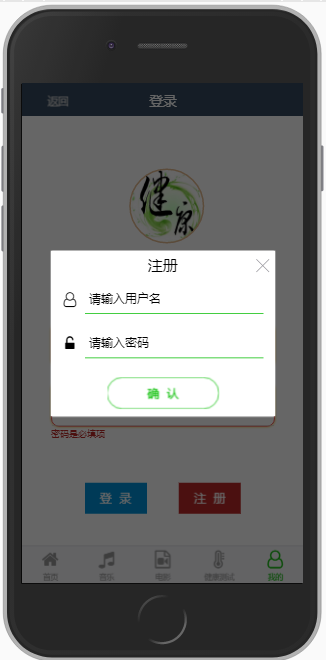 返回
登录
健康
注册
请输入用户名
请输入密码
确 认
密码是必填项
登 录
注 册
首页
音乐
电影
健康测试
我的